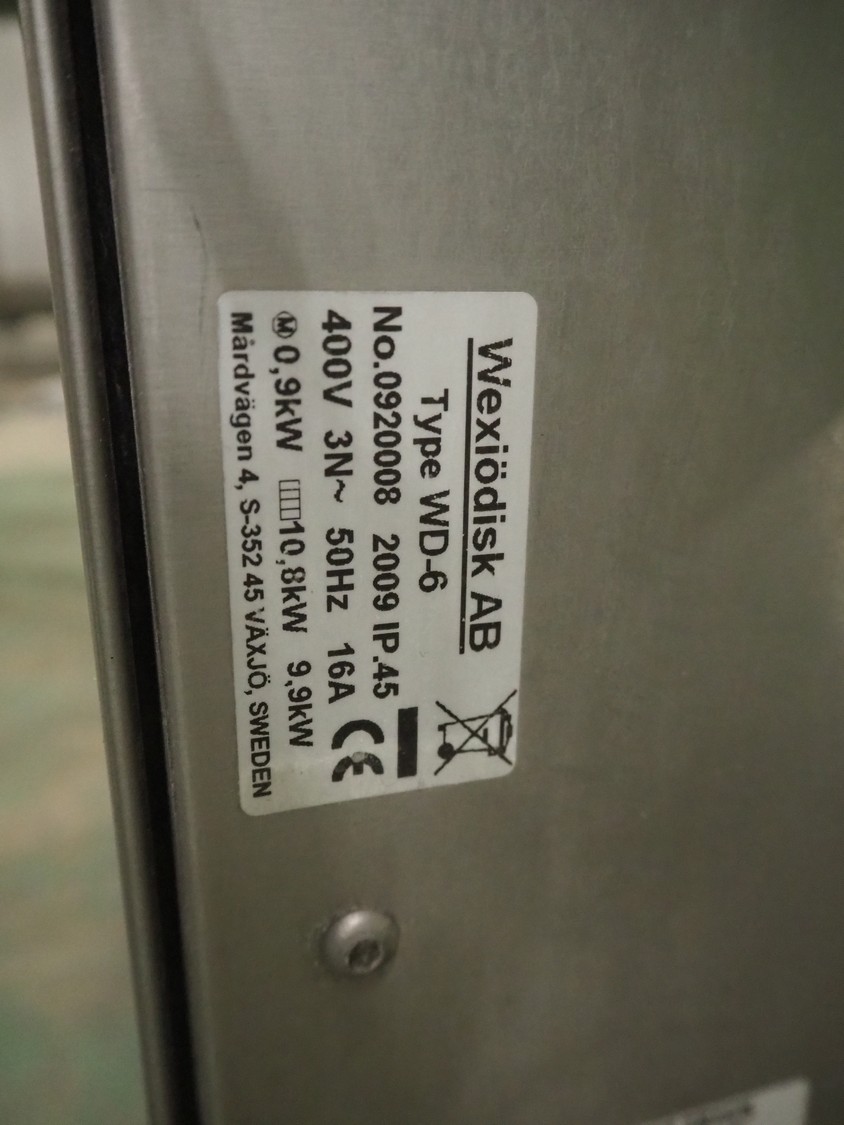 Wexiödisk AB
Type WD-6
No.0920008 2009 IP.45
400V 3N~ 50Hz 16A
M 0,9kW 10,8kW 9,9kW
CE
Mårdvägen 4, S-352 45 VÄXJÖ, SWEDEN